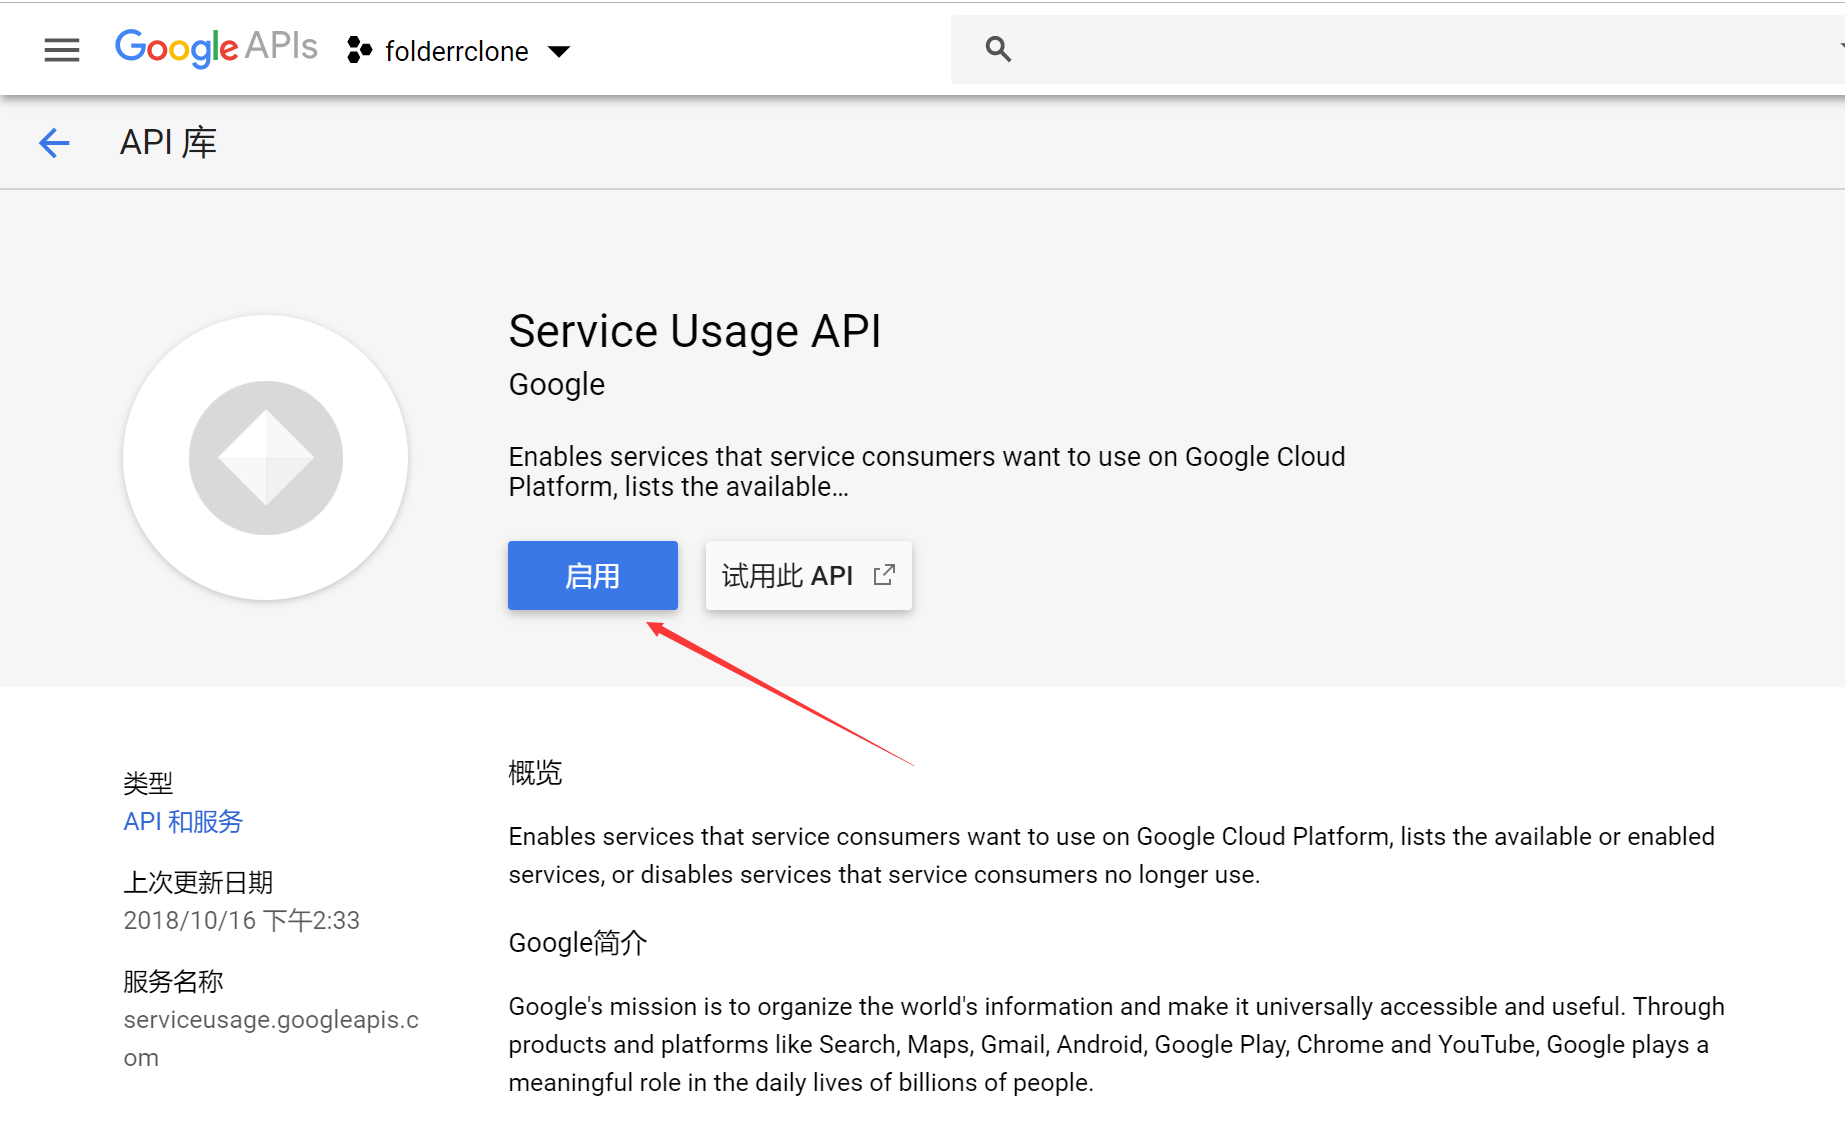 Google APIs folderrclone
API 库
Service Usage API
Google
Enables services that service consumers want to use on Google Cloud
Platform, lists the available...
启用 试用此 API
类型
API 和服务
上次更新日期
2018/10/16 下午2:33
服务名称
serviceusage.googleapis.c
om
概览
Enables services that service consumers want to use on Google Cloud Platform, lists the available or enabled
services, or disables services that service consumers no longer use.
Google简介
Google's mission is to organize the world's information and make it universally accessible and useful. Through
products and platforms like Search, Maps, Gmail, Android, Google Play, Chrome and YouTube, Google plays a
meaningful role in the daily lives of billions of people.